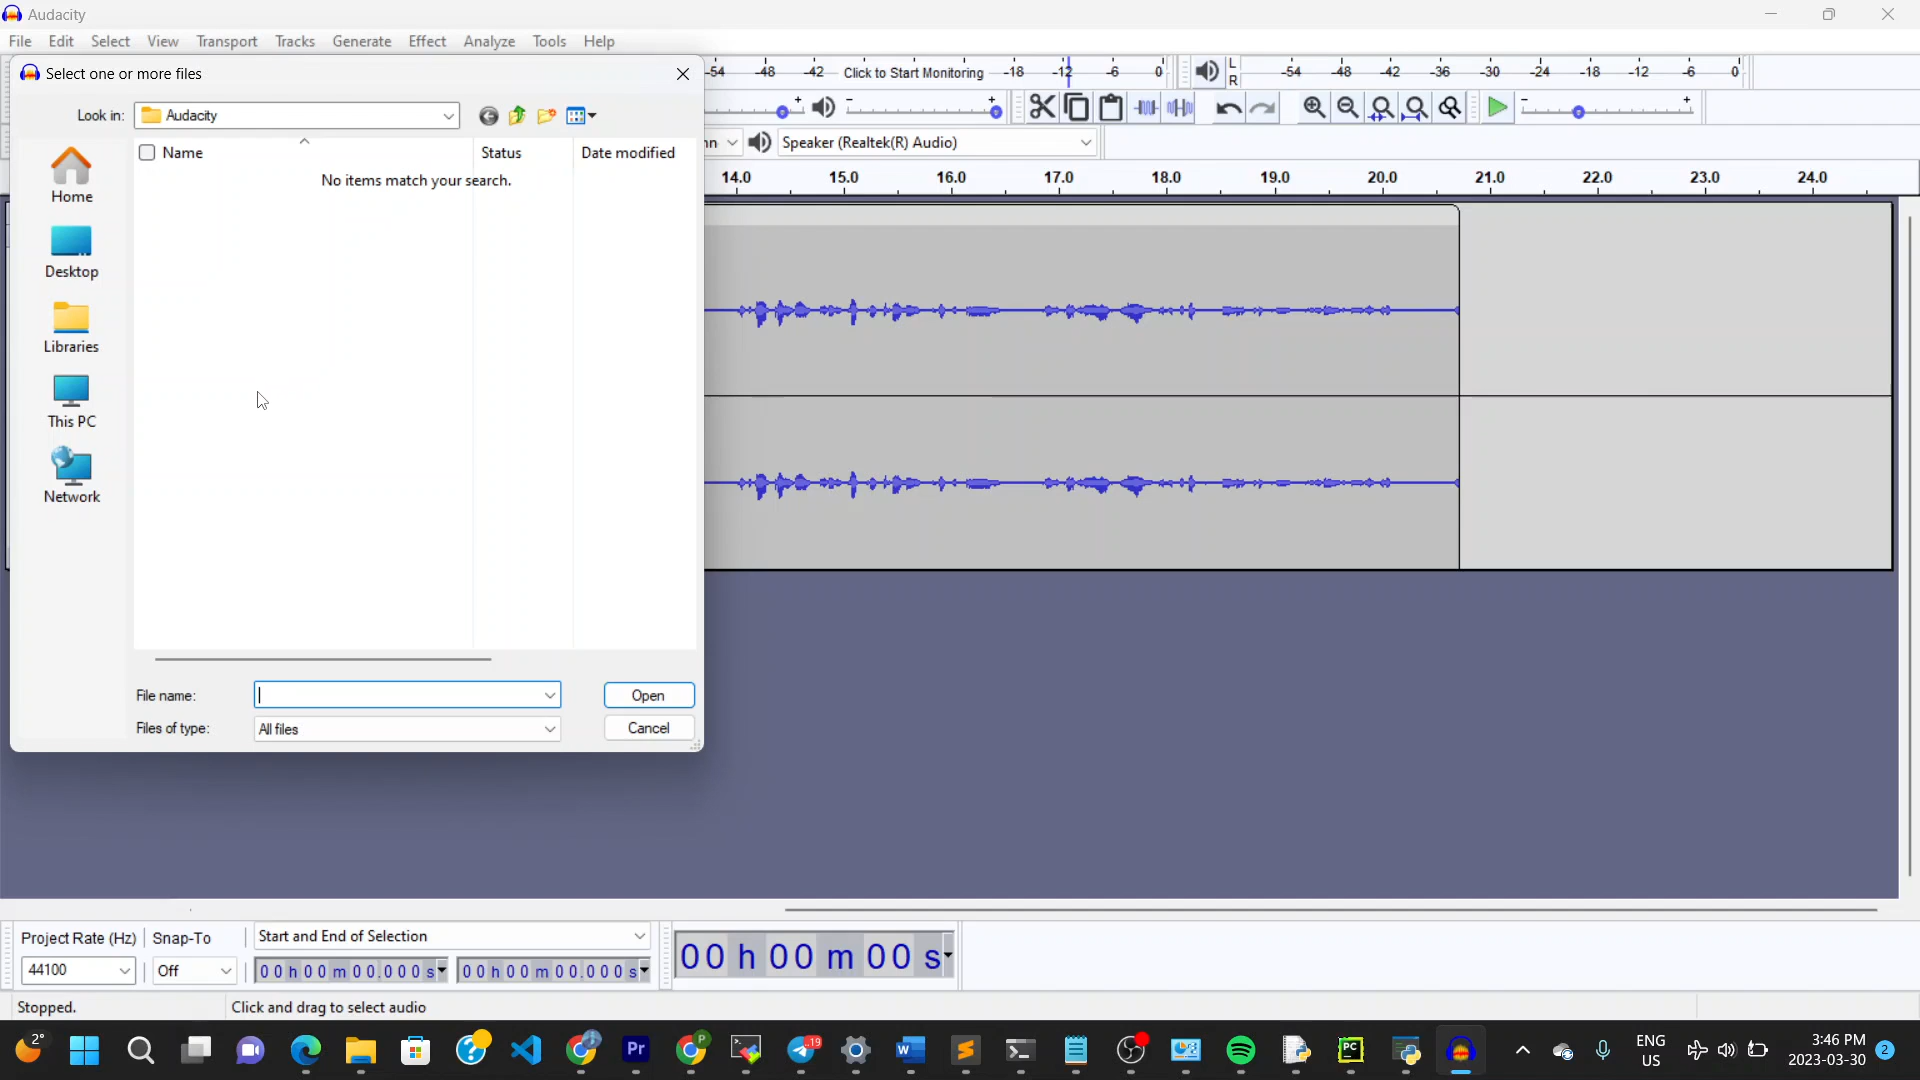 Audacity
File Edit Select View Transport Tracks Generate Effect Analyze Tools Help
Select one or more files
-54 -48 -42 Click to Start Monitoring -18 -12 -6 0
L
R
-54 -48 -42 -36 -30 -24 -18 -12 -6 0
Look in: Audacity
Speaker (Realtek(R) Audio)
Name Status Date modified
No items match your search.
14.0 15.0 16.0 17.0 18.0 19.0 20.0 21.0 22.0 23.0 24.0
Home
Desktop
Libraries
This PC
Network
File name: Open
Files of type: All files Cancel
Project Rate (Hz) Snap-To Start and End of Selection
44100 Off 00 h 00 m 00.000 s 00 h 00 m 00.000 s
00 h 00 m 00 s
Stopped. Click and drag to select audio
2°
Pr
P
19
PC
ENG
US
3:46 PM
2023-03-30
2